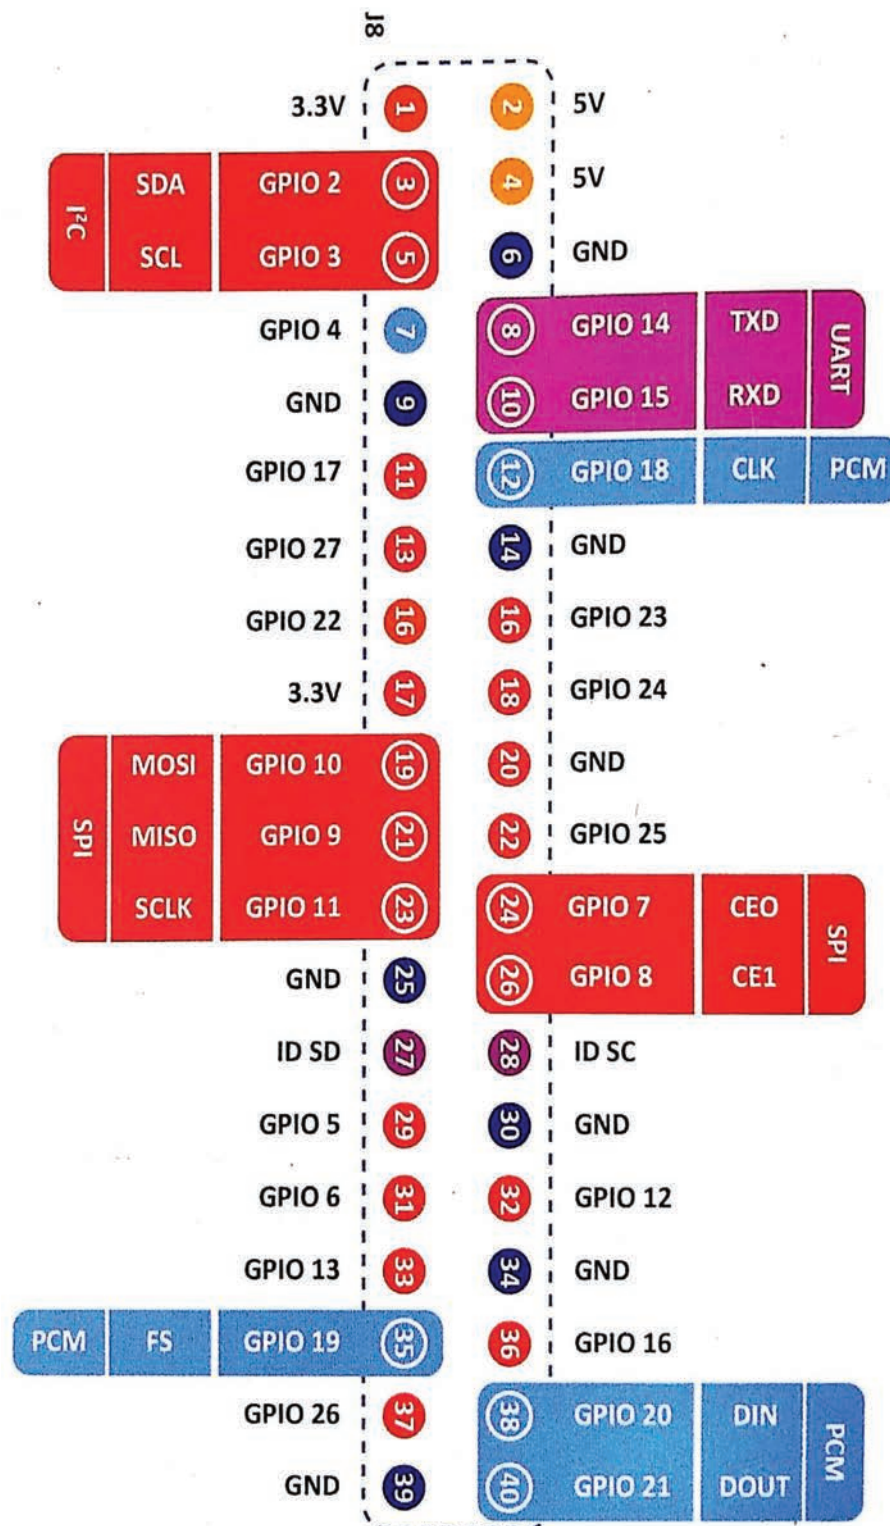 J8
3.3V 1 2 5V
I²C SDA GPIO 2 3 4 5V
SCL GPIO 3 5 6 GND
GPIO 4 7 8 GPIO 14 TXD UART
GND 9 10 GPIO 15 RXD
GPIO 17 11 12 GPIO 18 CLK PCM
GPIO 27 13 14 GND
GPIO 22 16 16 GPIO 23
3.3V 17 18 GPIO 24
SPI MOSI GPIO 10 19 20 GND
MISO GPIO 9 21 22 GPIO 25
SCLK GPIO 11 23 24 GPIO 7 CEO SPI
GND 25 26 GPIO 8 CE1
ID SD 27 28 ID SC
GPIO 5 29 30 GND
GPIO 6 31 32 GPIO 12
GPIO 13 33 34 GND
PCM FS GPIO 19 35 36 GPIO 16
GPIO 26 37 38 GPIO 20 DIN PCM
GND 39 40 GPIO 21 DOUT